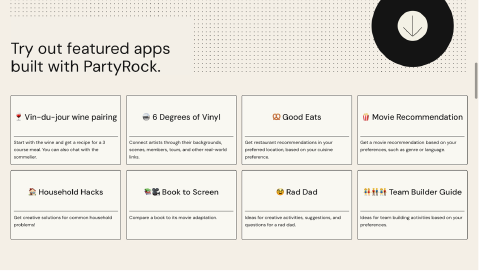 Try out featured apps
built with PartyRock.
🍷 Vin-du-jour wine pairing
Start with the wine and get a recipe for a 3
course meal. You can also chat with the
sommelier.
6 Degrees of Vinyl
Connect artists through their backgrounds,
scenes, members, tours, and other real-world
links.
🥨 Good Eats
Get restaurant recommendations in your
preferred location, based on your cuisine
preference.
🍿 Movie Recommendation
Get a movie recommendation based on your
preferences, such as genre or language.
🏠 Household Hacks
Get creative solutions for common household
problems!
Book to Screen
Compare a book to its movie adaptation.
Rad Dad
Ideas for creative activities, suggestions, and
questions for a rad dad.
Team Builder Guide
Ideas for team building activities based on your
preferences.